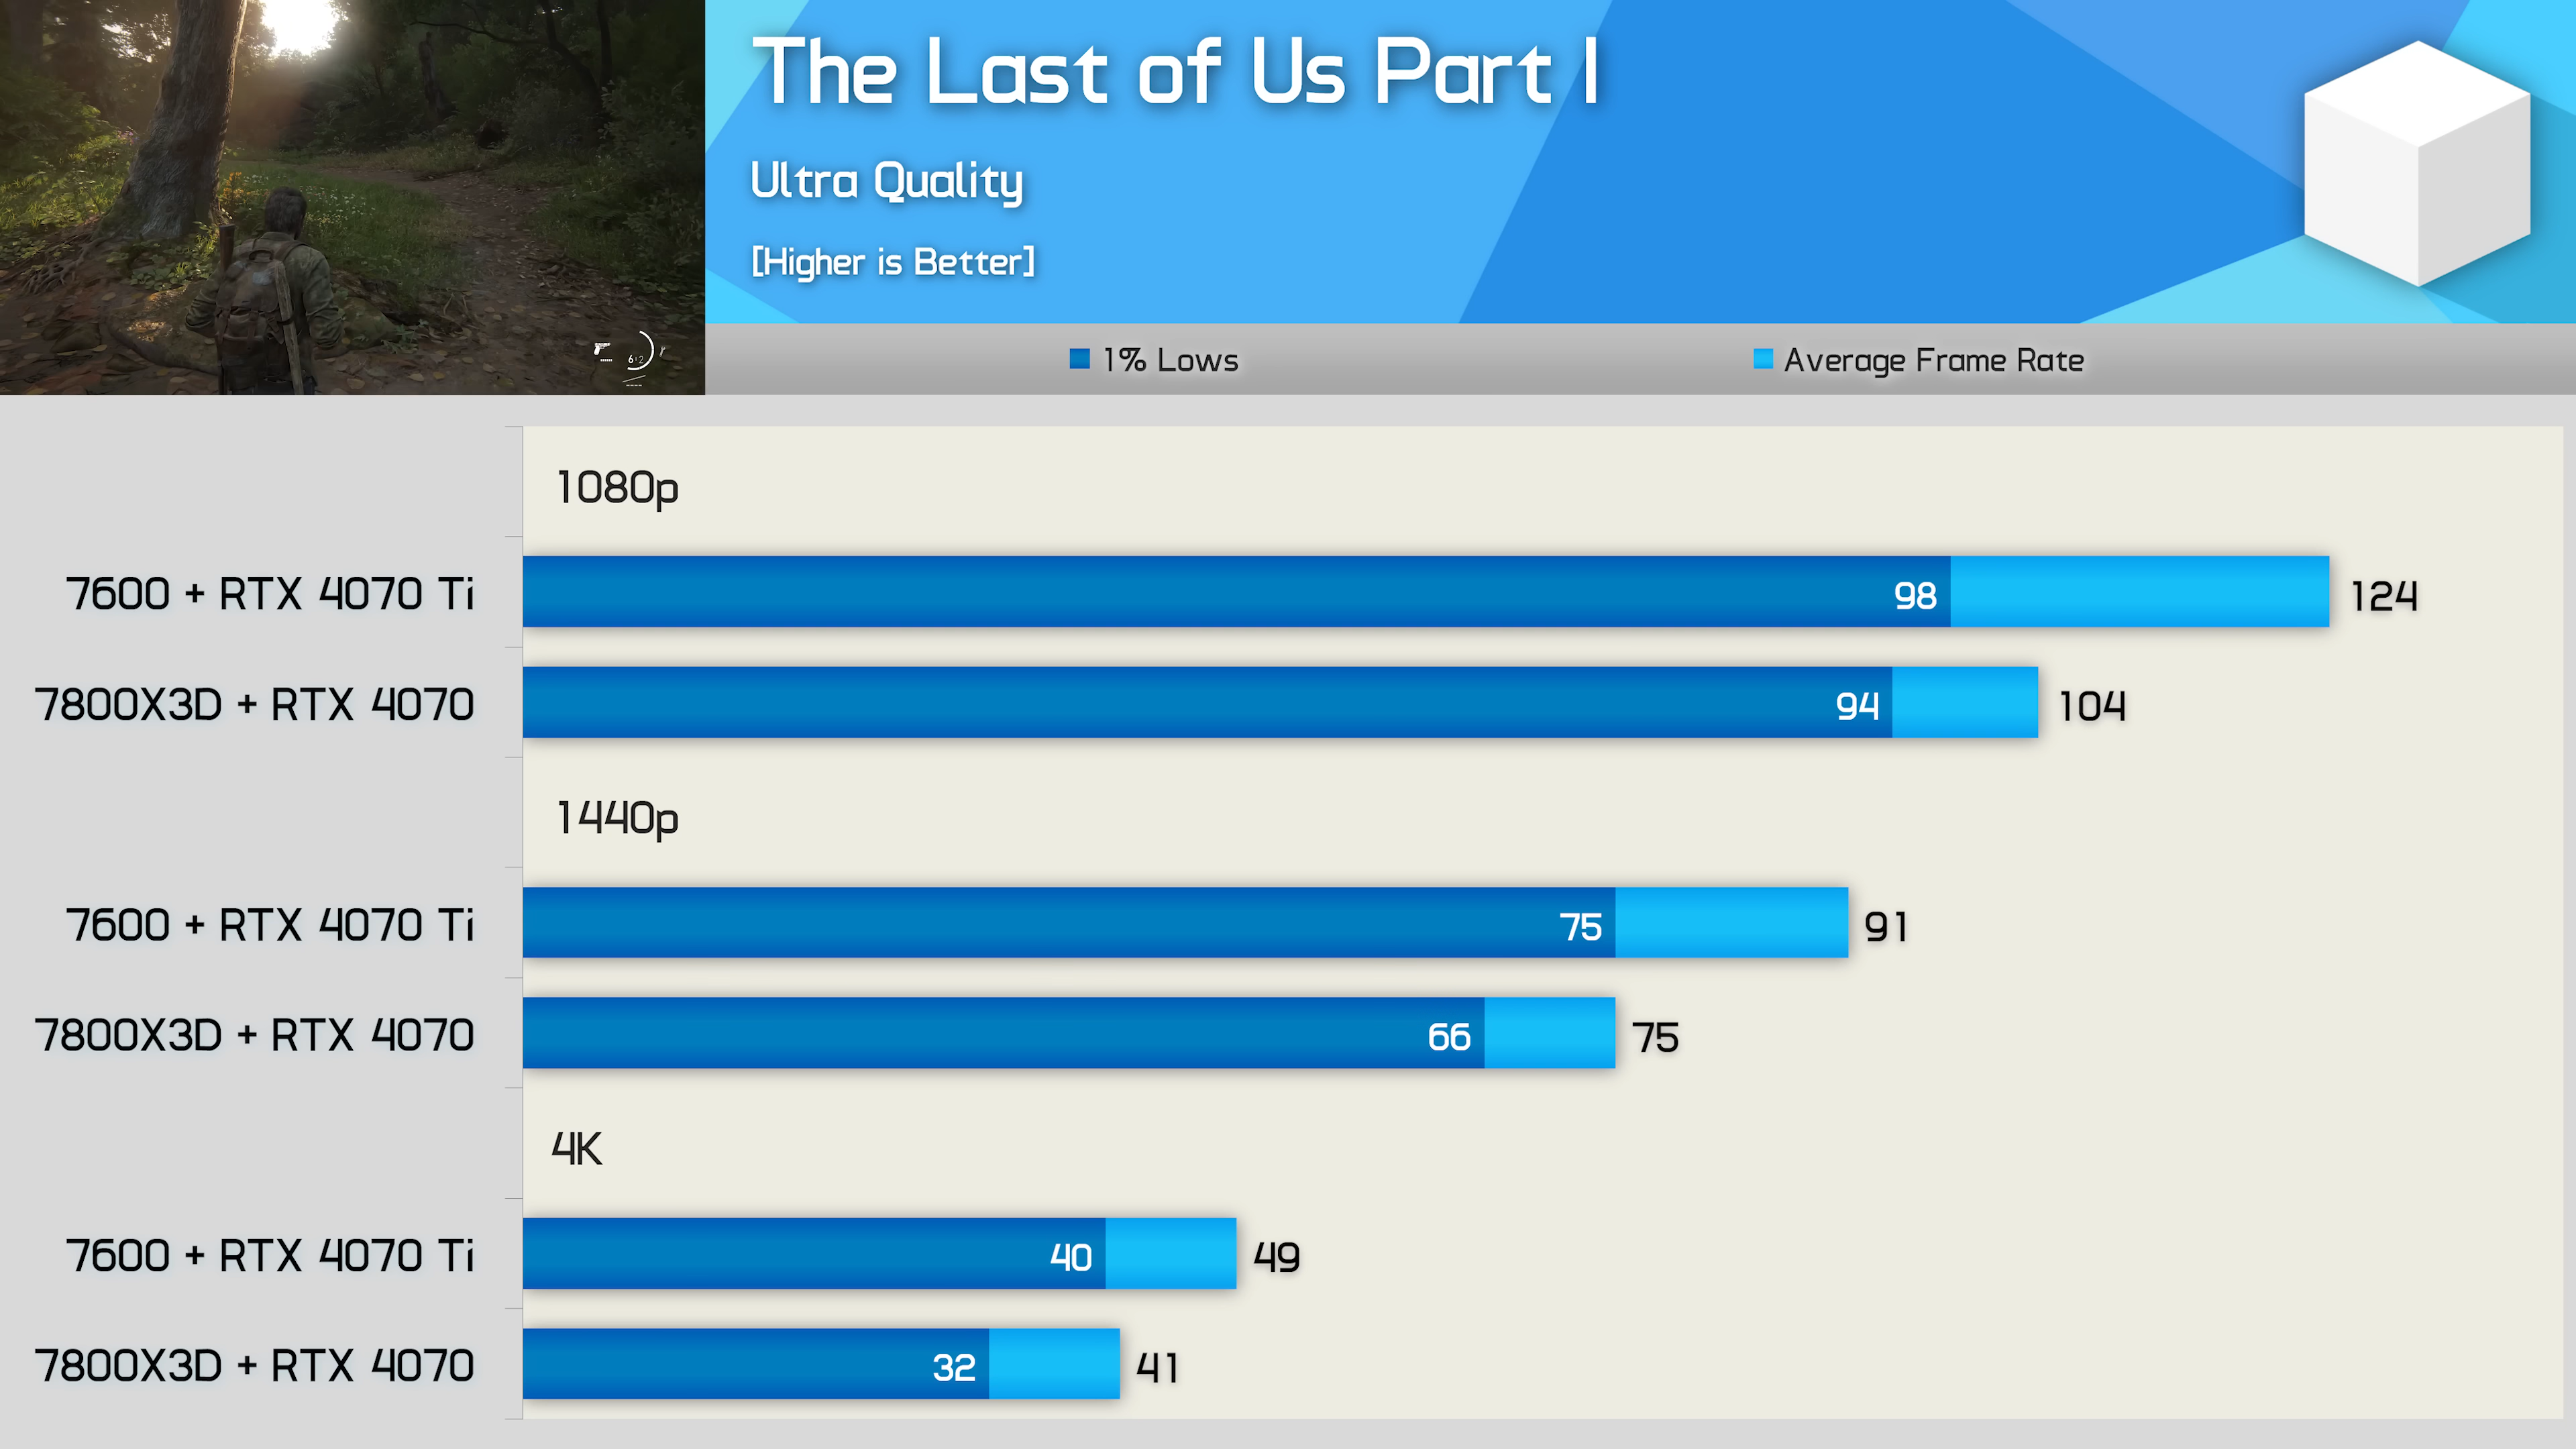 The Last of Us Part I
Ultra Quality
[Higher is Better]
1% Lows
Average Frame Rate
1080p
7600 + RTX 4070 Ti 98 124
7800X3D + RTX 4070 94 104
1440p
7600 + RTX 4070 Ti 75 91
7800X3D + RTX 4070 66 75
4K
7600 + RTX 4070 Ti 40 49
7800X3D + RTX 4070 32 41